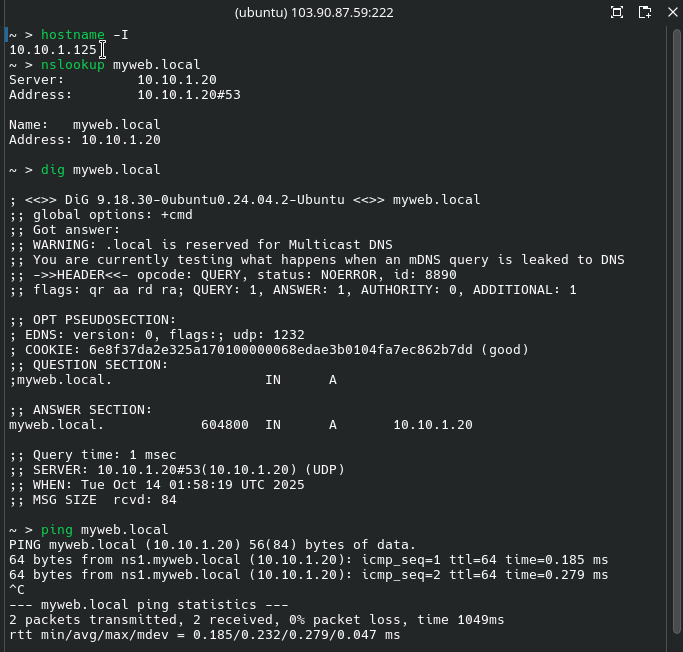 (ubuntu) 103.90.87.59:222
~ > hostname -I
10.10.1.125
~ > nslookup myweb.local
Server:         10.10.1.20
Address:        10.10.1.20#53
Name:   myweb.local
Address: 10.10.1.20
~ > dig myweb.local
; <<>> DiG 9.18.30-0ubuntu0.24.04.2-Ubuntu <<>> myweb.local
;; global options: +cmd
;; Got answer:
;; WARNING: .local is reserved for Multicast DNS
;; You are currently testing what happens when an mDNS query is leaked to DNS
;; ->>HEADER<<- opcode: QUERY, status: NOERROR, id: 8890
;; flags: qr aa rd ra; QUERY: 1, ANSWER: 1, AUTHORITY: 0, ADDITIONAL: 1
;; OPT PSEUDOSECTION:
; EDNS: version: 0, flags:; udp: 1232
; COOKIE: 6e8f37da2e325a170100000068edae3b0104fa7ec862b7dd (good)
;; QUESTION SECTION:
;myweb.local.                   IN      A
;; ANSWER SECTION:
myweb.local.            604800  IN      A       10.10.1.20
;; Query time: 1 msec
;; SERVER: 10.10.1.20#53(10.10.1.20) (UDP)
;; WHEN: Tue Oct 14 01:58:19 UTC 2025
;; MSG SIZE  rcvd: 84
~ > ping myweb.local
PING myweb.local (10.10.1.20) 56(84) bytes of data.
64 bytes from ns1.myweb.local (10.10.1.20): icmp_seq=1 ttl=64 time=0.185 ms
64 bytes from ns1.myweb.local (10.10.1.20): icmp_seq=2 ttl=64 time=0.279 ms
^C
--- myweb.local ping statistics ---
2 packets transmitted, 2 received, 0% packet loss, time 1049ms
rtt min/avg/max/mdev = 0.185/0.232/0.279/0.047 ms